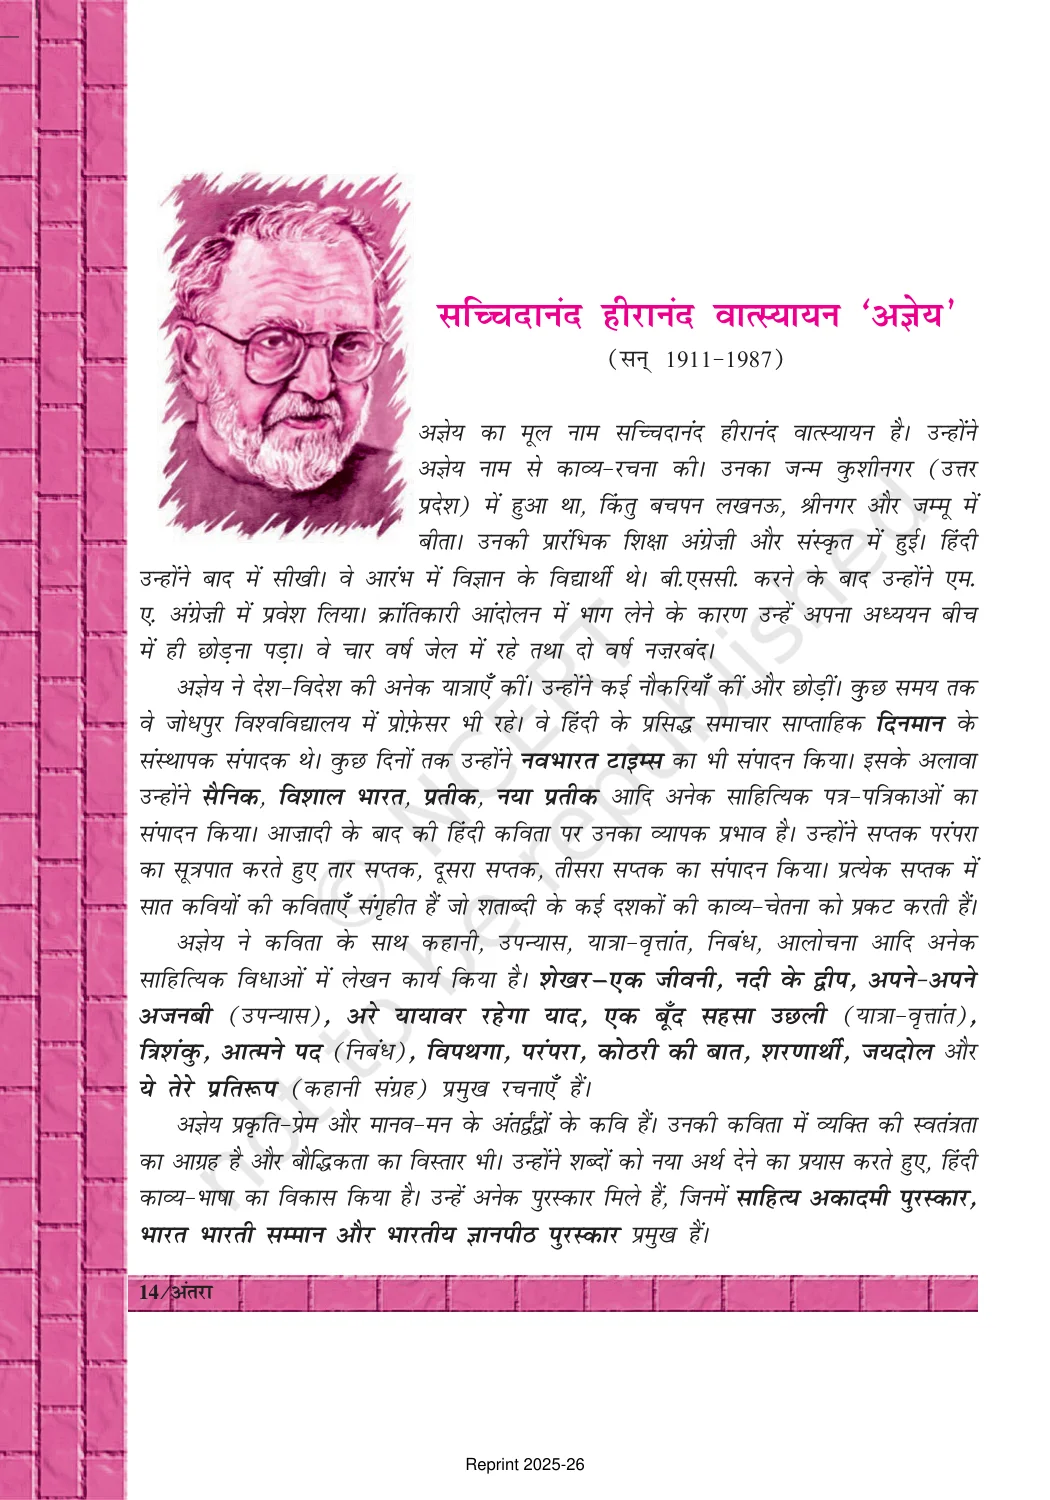 सच्चिदानंद हीरानंद वात्स्यायन ‘अज्ञेय’
(सन् 1911-1987)
अज्ञेय का मूल नाम सच्चिदानंद हीरानंद वात्स्यायन है। उन्होंने
अज्ञेय नाम से काव्य-रचना की। उनका जन्म कुशीनगर (उत्तर
प्रदेश) में हुआ था, किंतु बचपन लखनऊ, श्रीनगर और जम्मू में
बीता। उनकी प्रारंभिक शिक्षा अंग्रेज़ी और संस्कृत में हुई। हिंदी
उन्होंने बाद में सीखी। वे आरंभ में विज्ञान के विद्यार्थी थे। बी.एससी. करने के बाद उन्होंने एम.
ए. अंग्रेज़ी में प्रवेश लिया। क्रांतिकारी आंदोलन में भाग लेने के कारण उन्हें अपना अध्ययन बीच
में ही छोड़ना पड़ा। वे चार वर्ष जेल में रहे तथा दो वर्ष नज़रबंद।
अज्ञेय ने देश-विदेश की अनेक यात्राएँ कीं। उन्होंने कई नौकरियाँ कीं और छोड़ीं। कुछ समय तक
वे जोधपुर विश्वविद्यालय में प्रोफ़ेसर भी रहे। वे हिंदी के प्रसिद्ध समाचार साप्ताहिक दिनमान के
संस्थापक संपादक थे। कुछ दिनों तक उन्होंने नवभारत टाइम्स का भी संपादन किया। इसके अलावा
उन्होंने सैनिक, विशाल भारत, प्रतीक, नया प्रतीक आदि अनेक साहित्यिक पत्र-पत्रिकाओं का
संपादन किया। आज़ादी के बाद की हिंदी कविता पर उनका व्यापक प्रभाव है। उन्होंने सप्तक परंपरा
का सूत्रपात करते हुए तार सप्तक, दूसरा सप्तक, तीसरा सप्तक का संपादन किया। प्रत्येक सप्तक में
सात कवियों की कविताएँ संगृहीत हैं जो शताब्दी के कई दशकों की काव्य-चेतना को प्रकट करती हैं।
अज्ञेय ने कविता के साथ कहानी, उपन्यास, यात्रा-वृत्तांत, निबंध, आलोचना आदि अनेक
साहित्यिक विधाओं में लेखन कार्य किया है। शेखर–एक जीवनी, नदी के द्वीप, अपने-अपने
अजनबी (उपन्यास), अरे यायावर रहेगा याद, एक बूँद सहसा उछली (यात्रा-वृत्तांत),
त्रिशंकु, आत्मने पद (निबंध), विपथगा, परंपरा, कोठरी की बात, शरणार्थी, जयदोल और
ये तेरे प्रतिरूप (कहानी संग्रह) प्रमुख रचनाएँ हैं।
अज्ञेय प्रकृति-प्रेम और मानव-मन के अंतर्द्वंद्वों के कवि हैं। उनकी कविता में व्यक्ति की स्वतंत्रता
का आग्रह है और बौद्धिकता का विस्तार भी। उन्होंने शब्दों को नया अर्थ देने का प्रयास करते हुए, हिंदी
काव्य-भाषा का विकास किया है। उन्हें अनेक पुरस्कार मिले हैं, जिनमें साहित्य अकादमी पुरस्कार,
भारत भारती सम्मान और भारतीय ज्ञानपीठ पुरस्कार प्रमुख हैं।
© NCERT
not to be republished
14/अंतरा
Reprint 2025-26